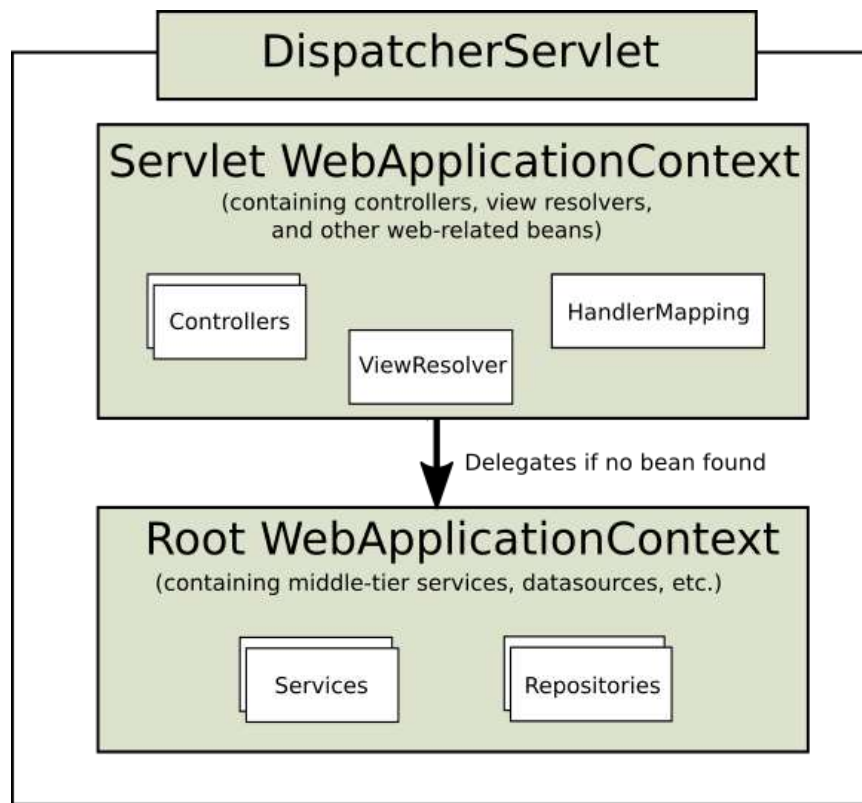 DispatcherServlet
Servlet WebApplicationContext
(containing controllers, view resolvers,
and other web-related beans)
Controllers
HandlerMapping
ViewResolver
Delegates if no bean found
Root WebApplicationContext
(containing middle-tier services, datasources, etc.)
Services
Repositories